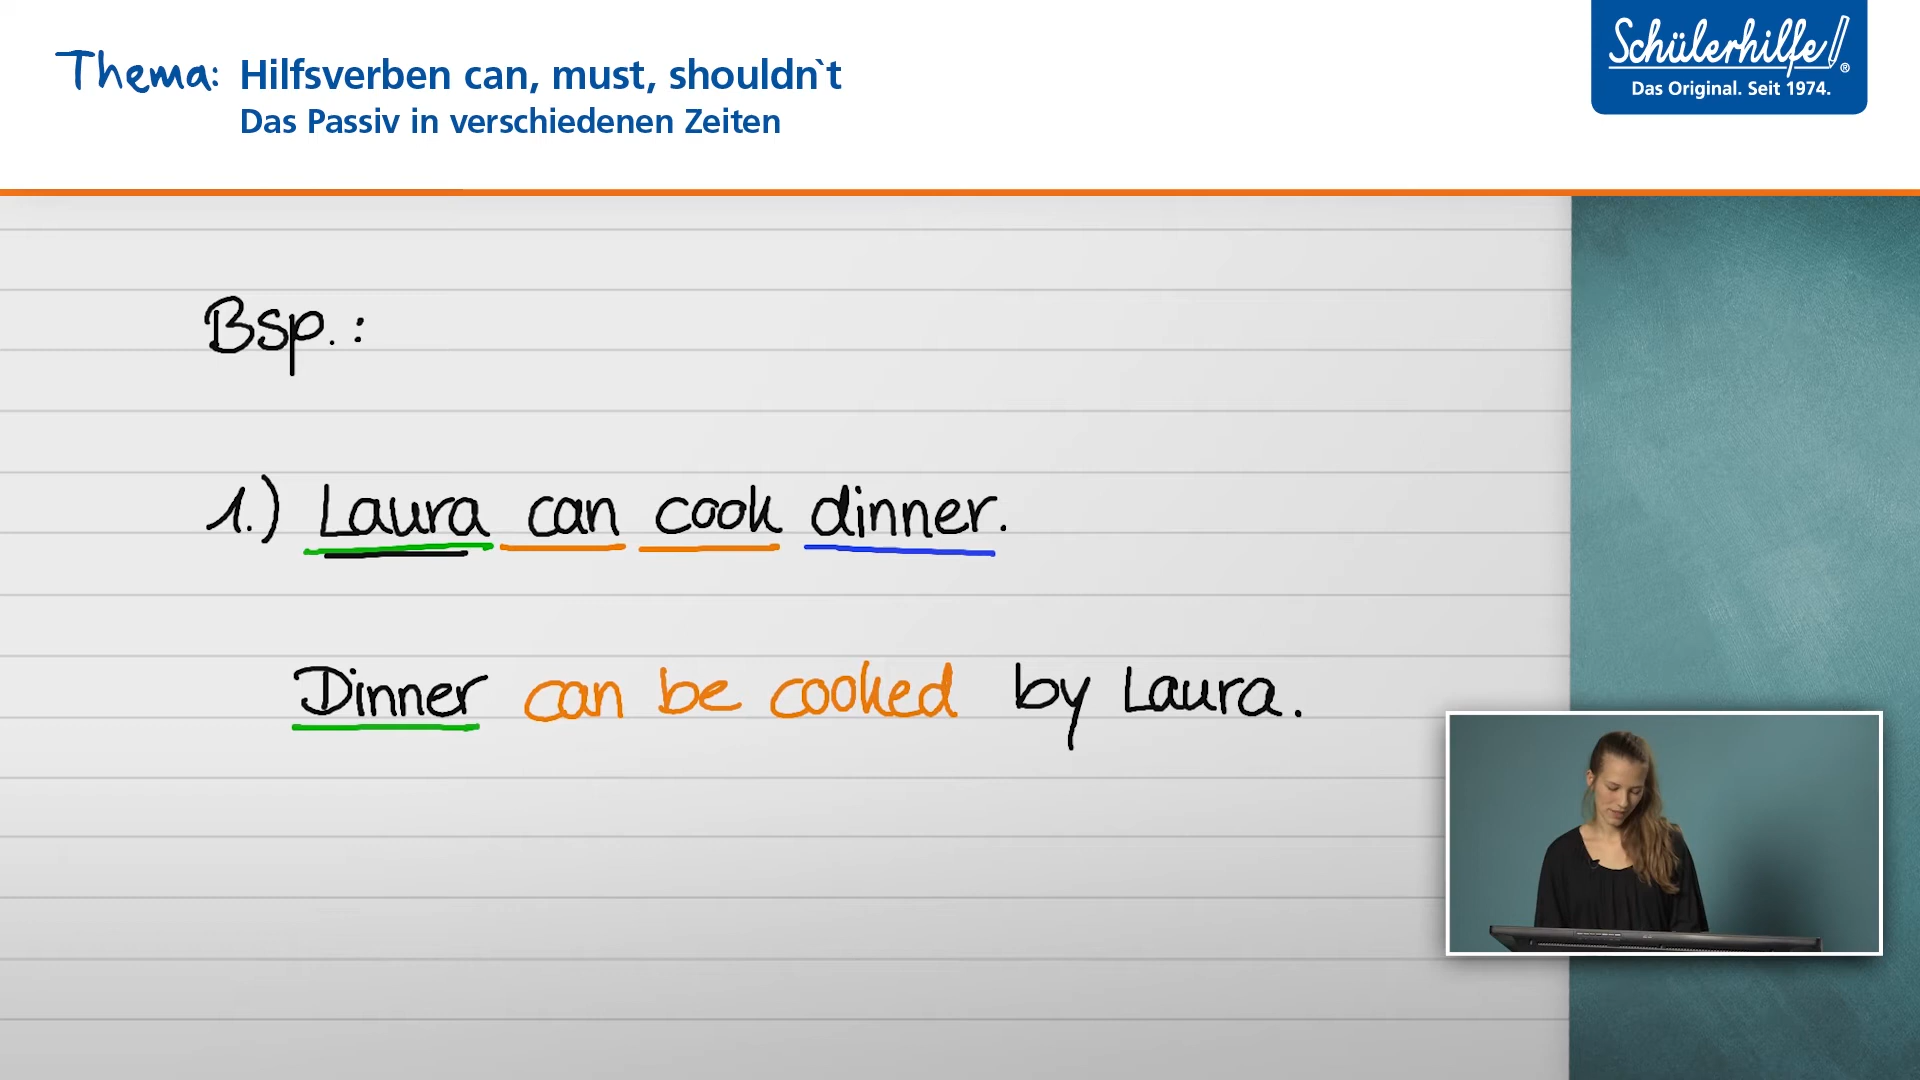 Thema: Hilfsverben can, must, shouldn`t
Das Passiv in verschiedenen Zeiten
Schülerhilfe!®
Das Original. Seit 1974.
Bsp.:
1.) Laura can cook dinner.
Dinner can be cooked by Laura.